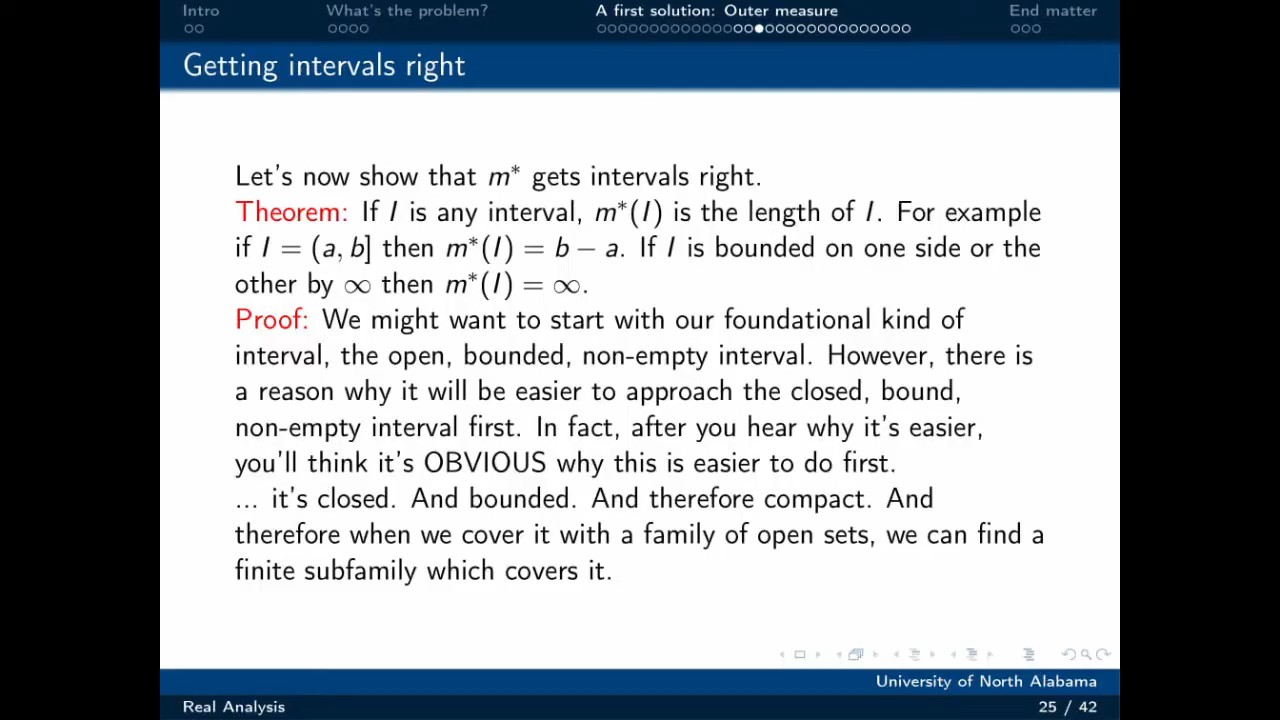 Intro What's the problem? A first solution: Outer measure End matter
Getting intervals right
Let's now show that m* gets intervals right.
Theorem: If I is any interval, m*(I) is the length of I. For example
if I = (a, b] then m*(I) = b − a. If I is bounded on one side or the
other by ∞ then m*(I) = ∞.
Proof: We might want to start with our foundational kind of
interval, the open, bounded, non-empty interval. However, there is
a reason why it will be easier to approach the closed, bound,
non-empty interval first. In fact, after you hear why it's easier,
you'll think it's OBVIOUS why this is easier to do first.
... it's closed. And bounded. And therefore compact. And
therefore when we cover it with a family of open sets, we can find a
finite subfamily which covers it.
University of North Alabama
Real Analysis 25 / 42